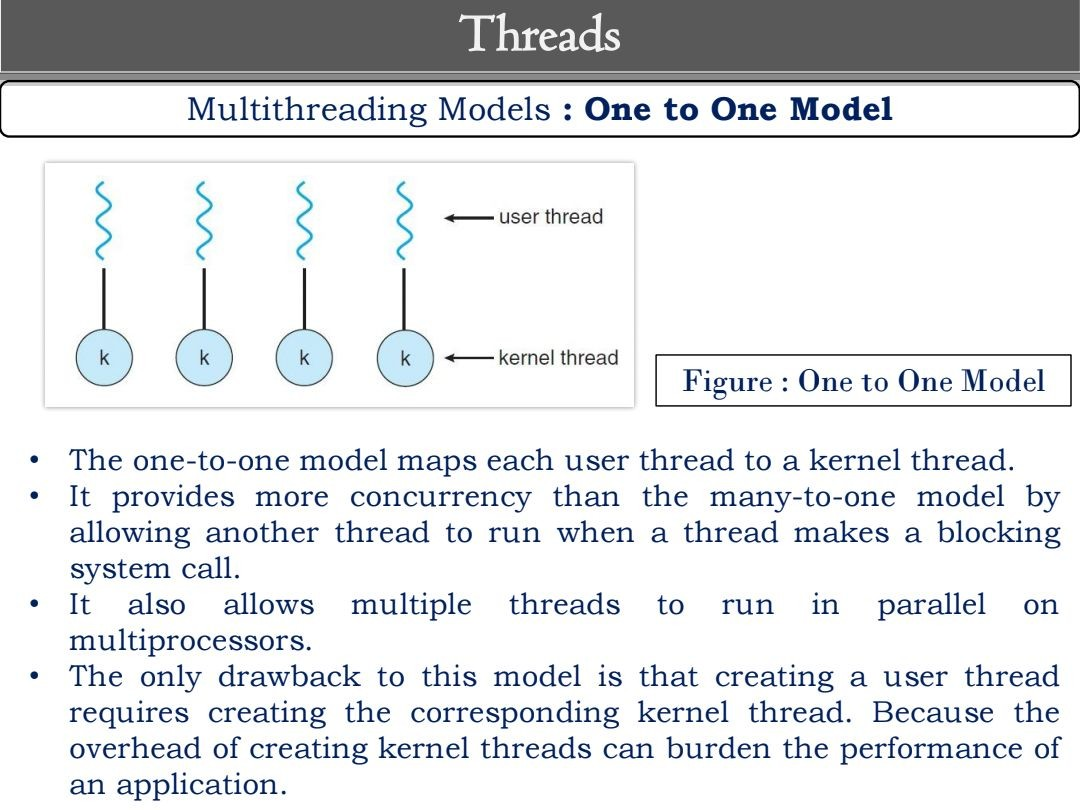 Threads
Multithreading Models : One to One Model
user thread
k k k k
kernel thread
Figure : One to One Model
• The one-to-one model maps each user thread to a kernel thread.
• It provides more concurrency than the many-to-one model by
allowing another thread to run when a thread makes a blocking
system call.
• It also allows multiple threads to run in parallel on
multiprocessors.
• The only drawback to this model is that creating a user thread
requires creating the corresponding kernel thread. Because the
overhead of creating kernel threads can burden the performance of
an application.